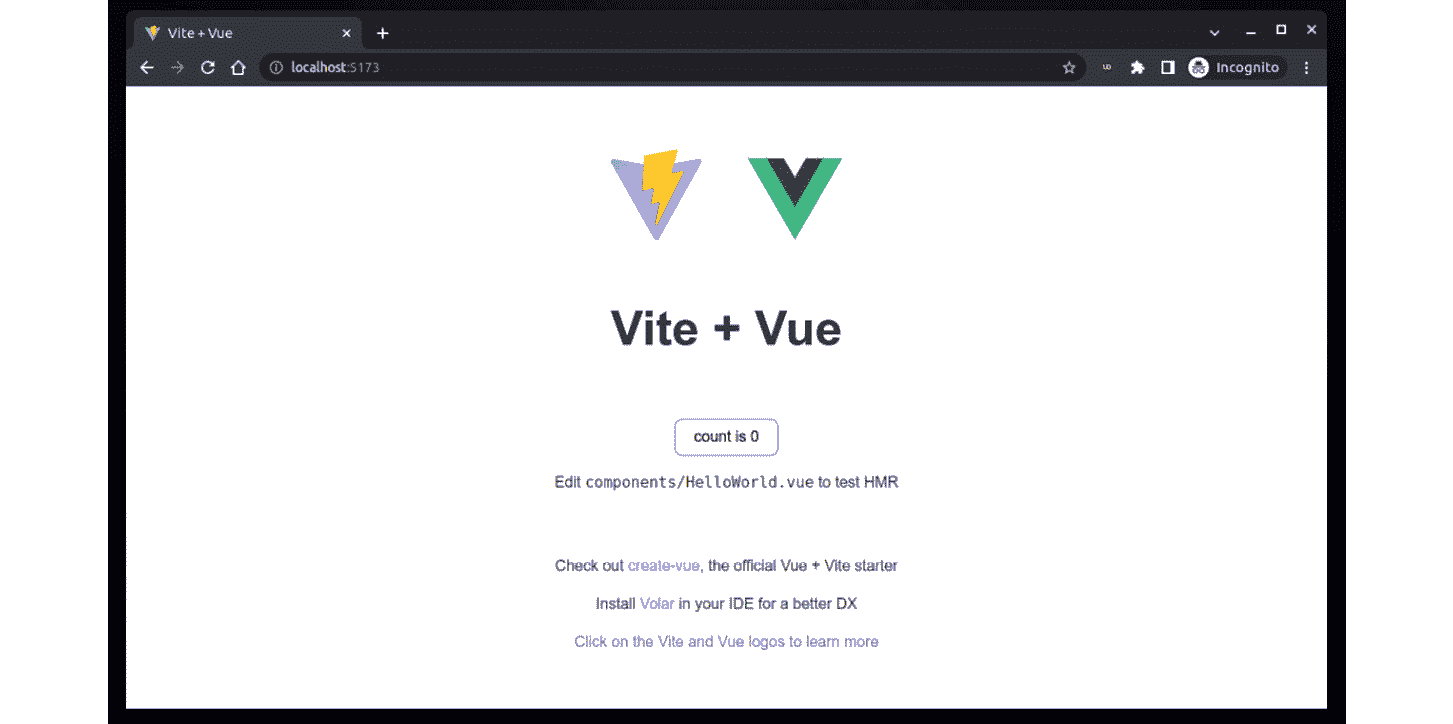 Vite + Vue
localhost:5173
Incognito
Vite + Vue
count is 0
Edit components/HelloWorld.vue to test HMR
Check out create-vue, the official Vue + Vite starter
Install Volar in your IDE for a better DX
Click on the Vite and Vue logos to learn more